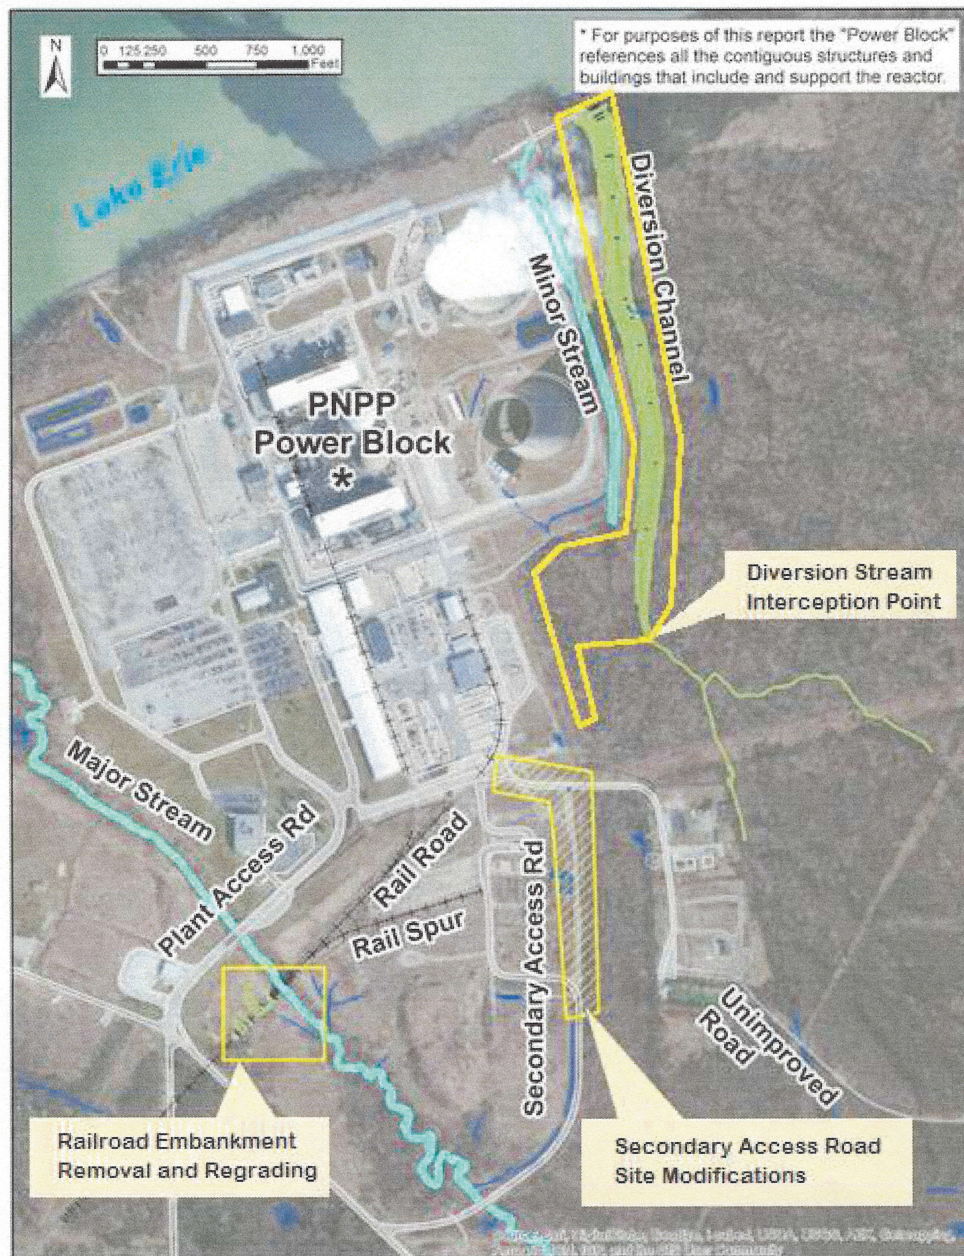 N
0 125 250 500 750 1,000
Feet
* For purposes of this report the "Power Block"
references all the contiguous structures and
buildings that include and support the reactor.
Lake Erie
Diversion Channel
Minor Stream
PNPP
Power Block
*
Diversion Stream
Interception Point
Major Stream
Plant Access Rd
Rail Road
Rail Spur
Secondary Access Rd
Unimproved
Road
Railroad Embankment
Removal and Regrading
Secondary Access Road
Site Modifications